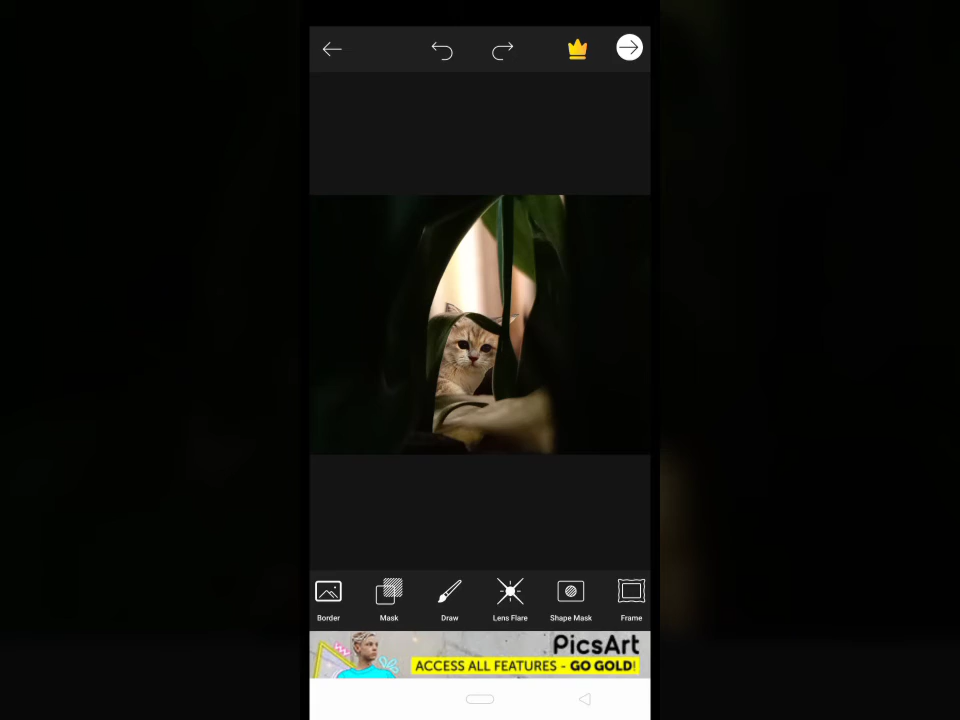 Border
Mask
Draw
Lens Flare
Shape Mask
Frame
PicsArt
ACCESS ALL FEATURES - GO GOLD!